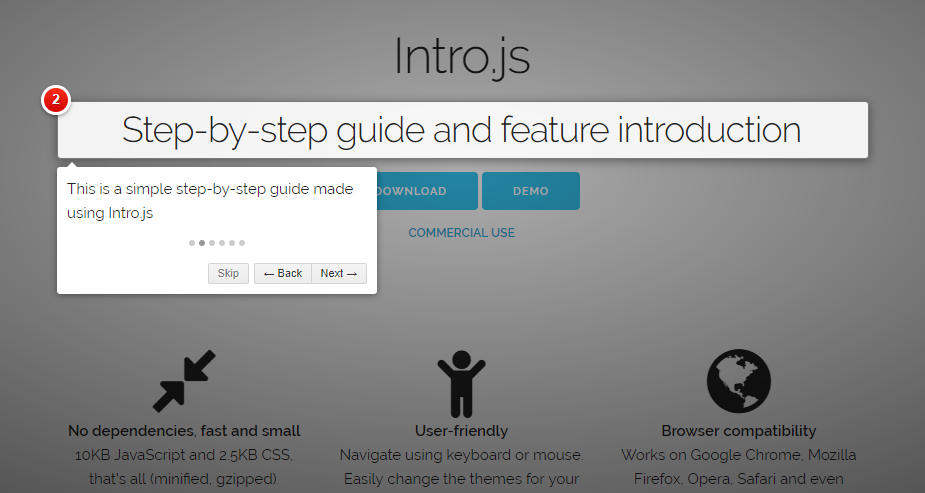 Intro.js
2
Step-by-step guide and feature introduction
This is a simple step-by-step guide made
using Intro.js
Skip
← Back
Next →
DOWNLOAD
DEMO
COMMERCIAL USE
No dependencies, fast and small
10KB JavaScript and 2.5KB CSS,
that's all (minified, gzipped).
User-friendly
Navigate using keyboard or mouse.
Easily change the themes for your
Browser compatibility
Works on Google Chrome, Mozilla
Firefox, Opera, Safari and even